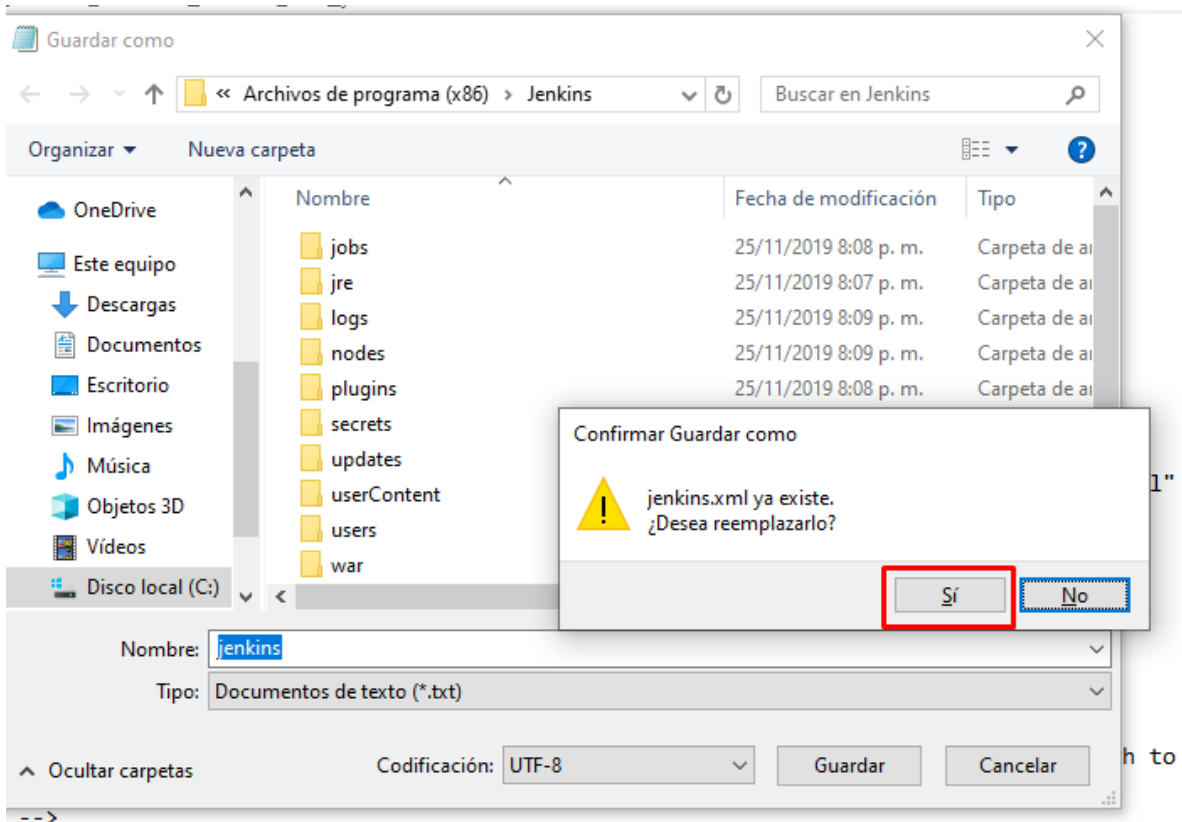 Guardar como
« Archivos de programa (x86) › Jenkins
Buscar en Jenkins
Organizar
Nueva carpeta
OneDrive
Este equipo
Descargas
Documentos
Escritorio
Imágenes
Música
Objetos 3D
Vídeos
Disco local (C:)
Nombre Fecha de modificación Tipo
jobs 25/11/2019 8:08 p. m. Carpeta de
jre 25/11/2019 8:07 p. m. Carpeta de
logs 25/11/2019 8:09 p. m. Carpeta de
nodes 25/11/2019 8:09 p. m. Carpeta de
plugins 25/11/2019 8:08 p. m. Carpeta de
secrets
updates
userContent
users
war
Confirmar Guardar como
jenkins.xml ya existe.
¿Desea reemplazarlo?
Sí No
Nombre: jenkins
Tipo: Documentos de texto (*.txt)
Ocultar carpetas
Codificación: UTF-8
Guardar
Cancelar
l"
h to
-->